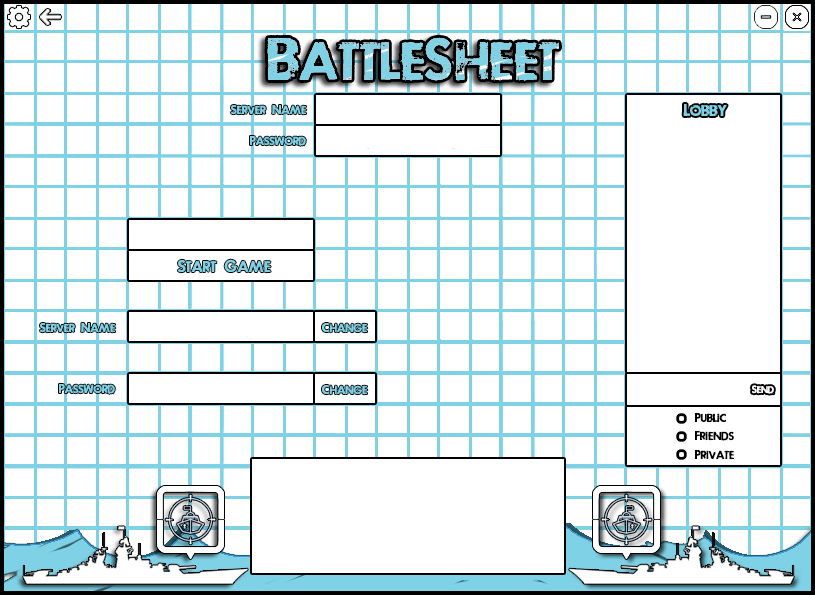 BATTLESHEET
SERVER NAME
PASSWORD
LOBBY
START GAME
SERVER NAME
CHANGE
PASSWORD
CHANGE
SEND
PUBLIC
FRIENDS
PRIVATE